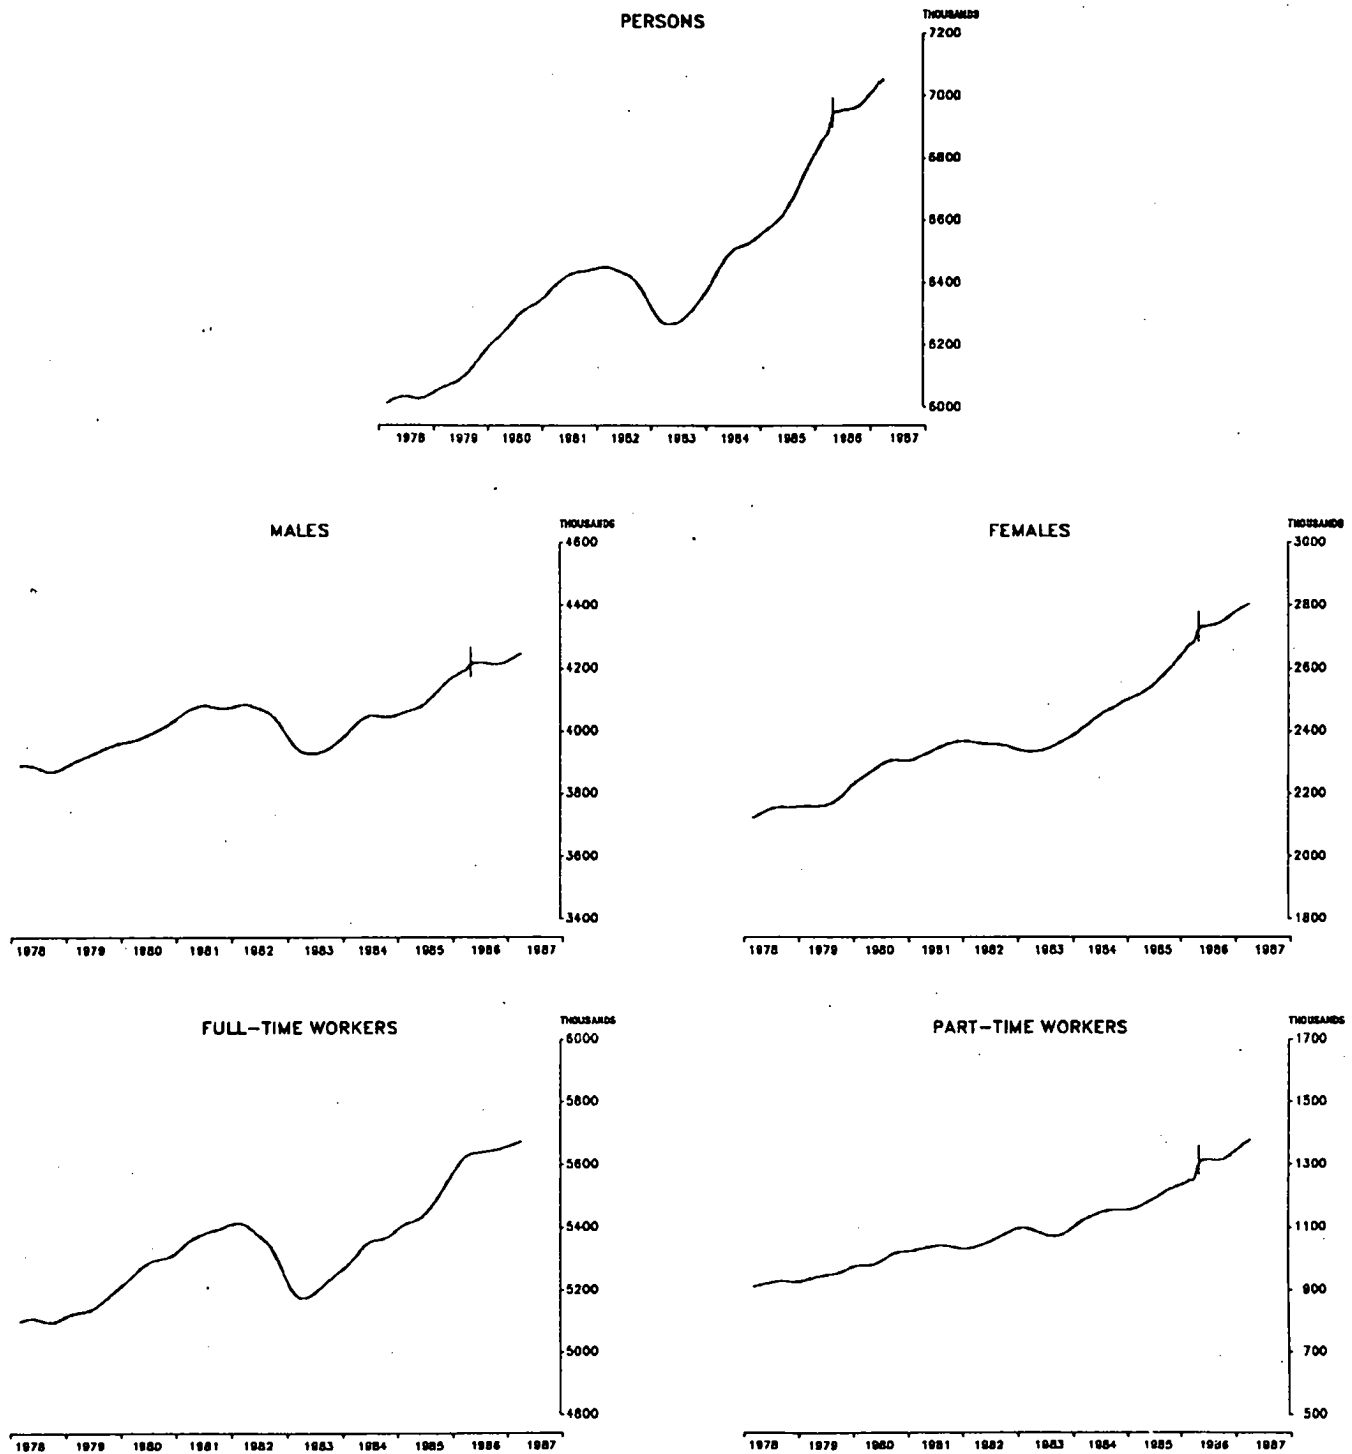 PERSONS
THOUSANDS
7200
7000
6800
6600
6400
6200
6000
1978 1979 1980 1981 1982 1983 1984 1985 1986 1987
MALES
THOUSANDS
4600
4400
4200
4000
3800
3600
3400
1978 1979 1980 1981 1982 1983 1984 1985 1986 1987
FEMALES
THOUSANDS
3000
2800
2600
2400
2200
2000
1800
1978 1979 1980 1981 1982 1983 1984 1985 1986 1987
FULL-TIME WORKERS
THOUSANDS
6000
5800
5600
5400
5200
5000
4800
1978 1979 1980 1981 1982 1983 1984 1985 1986 1987
PART-TIME WORKERS
THOUSANDS
1700
1500
1300
1100
900
700
500
1978 1979 1980 1981 1982 1983 1984 1985 1986 1987